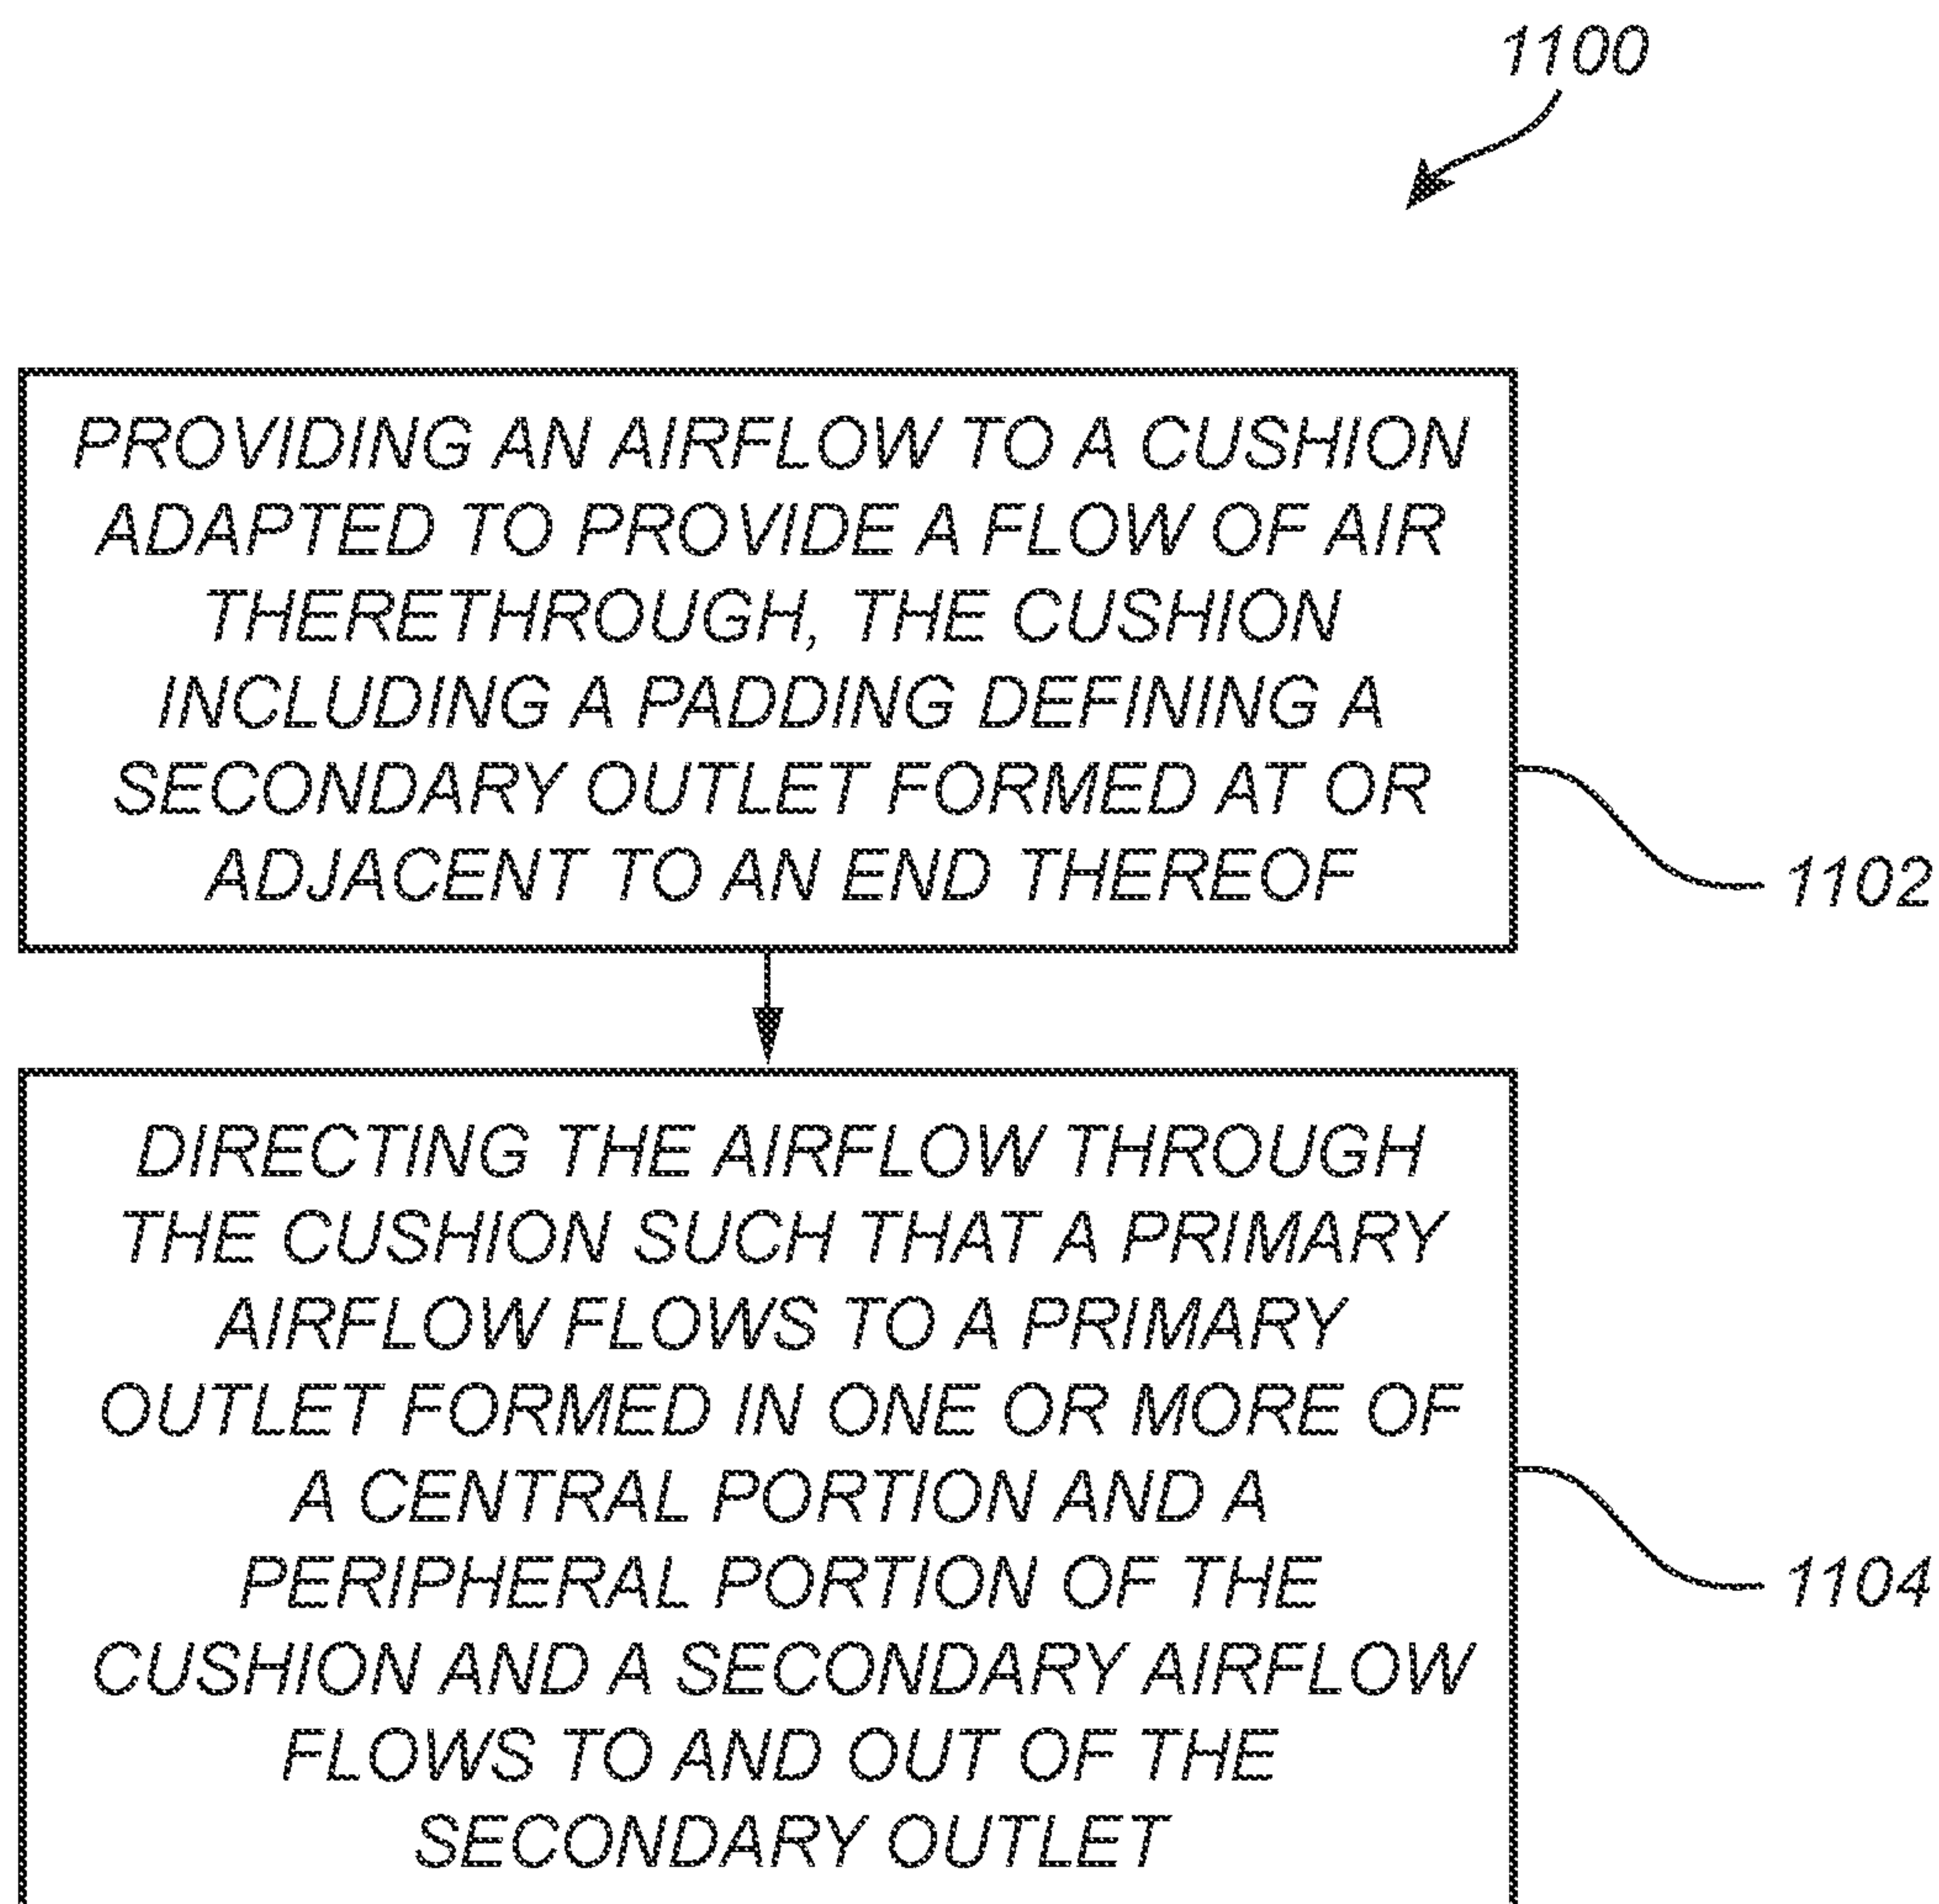 1100
PROVIDING AN AIRFLOW TO A CUSHION
ADAPTED TO PROVIDE A FLOW OF AIR
THERETHROUGH, THE CUSHION
INCLUDING A PADDING DEFINING A
SECONDARY OUTLET FORMED AT OR
ADJACENT TO AN END THEREOF
1102
DIRECTING THE AIRFLOW THROUGH
THE CUSHION SUCH THAT A PRIMARY
AIRFLOW FLOWS TO A PRIMARY
OUTLET FORMED IN ONE OR MORE OF
A CENTRAL PORTION AND A
PERIPHERAL PORTION OF THE
CUSHION AND A SECONDARY AIRFLOW
FLOWS TO AND OUT OF THE
SECONDARY OUTLET
1104